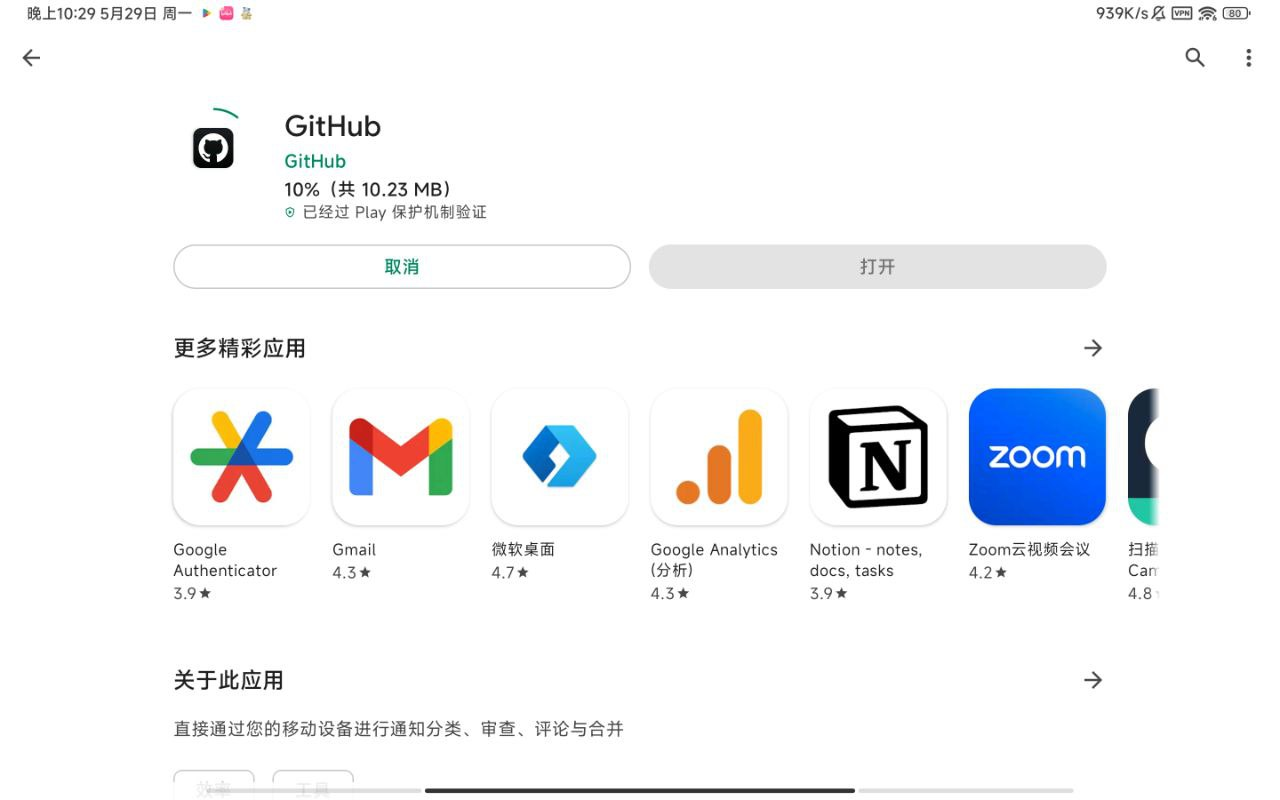 晚上10:29 5月29日 周一
939K/s VPN 80
GitHub
GitHub
10%（共 10.23 MB）
已经过 Play 保护机制验证
取消
打开
更多精彩应用
N
zoom
Google
Authenticator
3.9★
Gmail
4.3★
微软桌面
4.7★
Google Analytics
(分析)
4.3★
Notion - notes,
docs, tasks
3.9★
Zoom云视频会议
4.2★
扫描
Cam
4.8
关于此应用
直接通过您的移动设备进行通知分类、审查、评论与合并
效率
工具